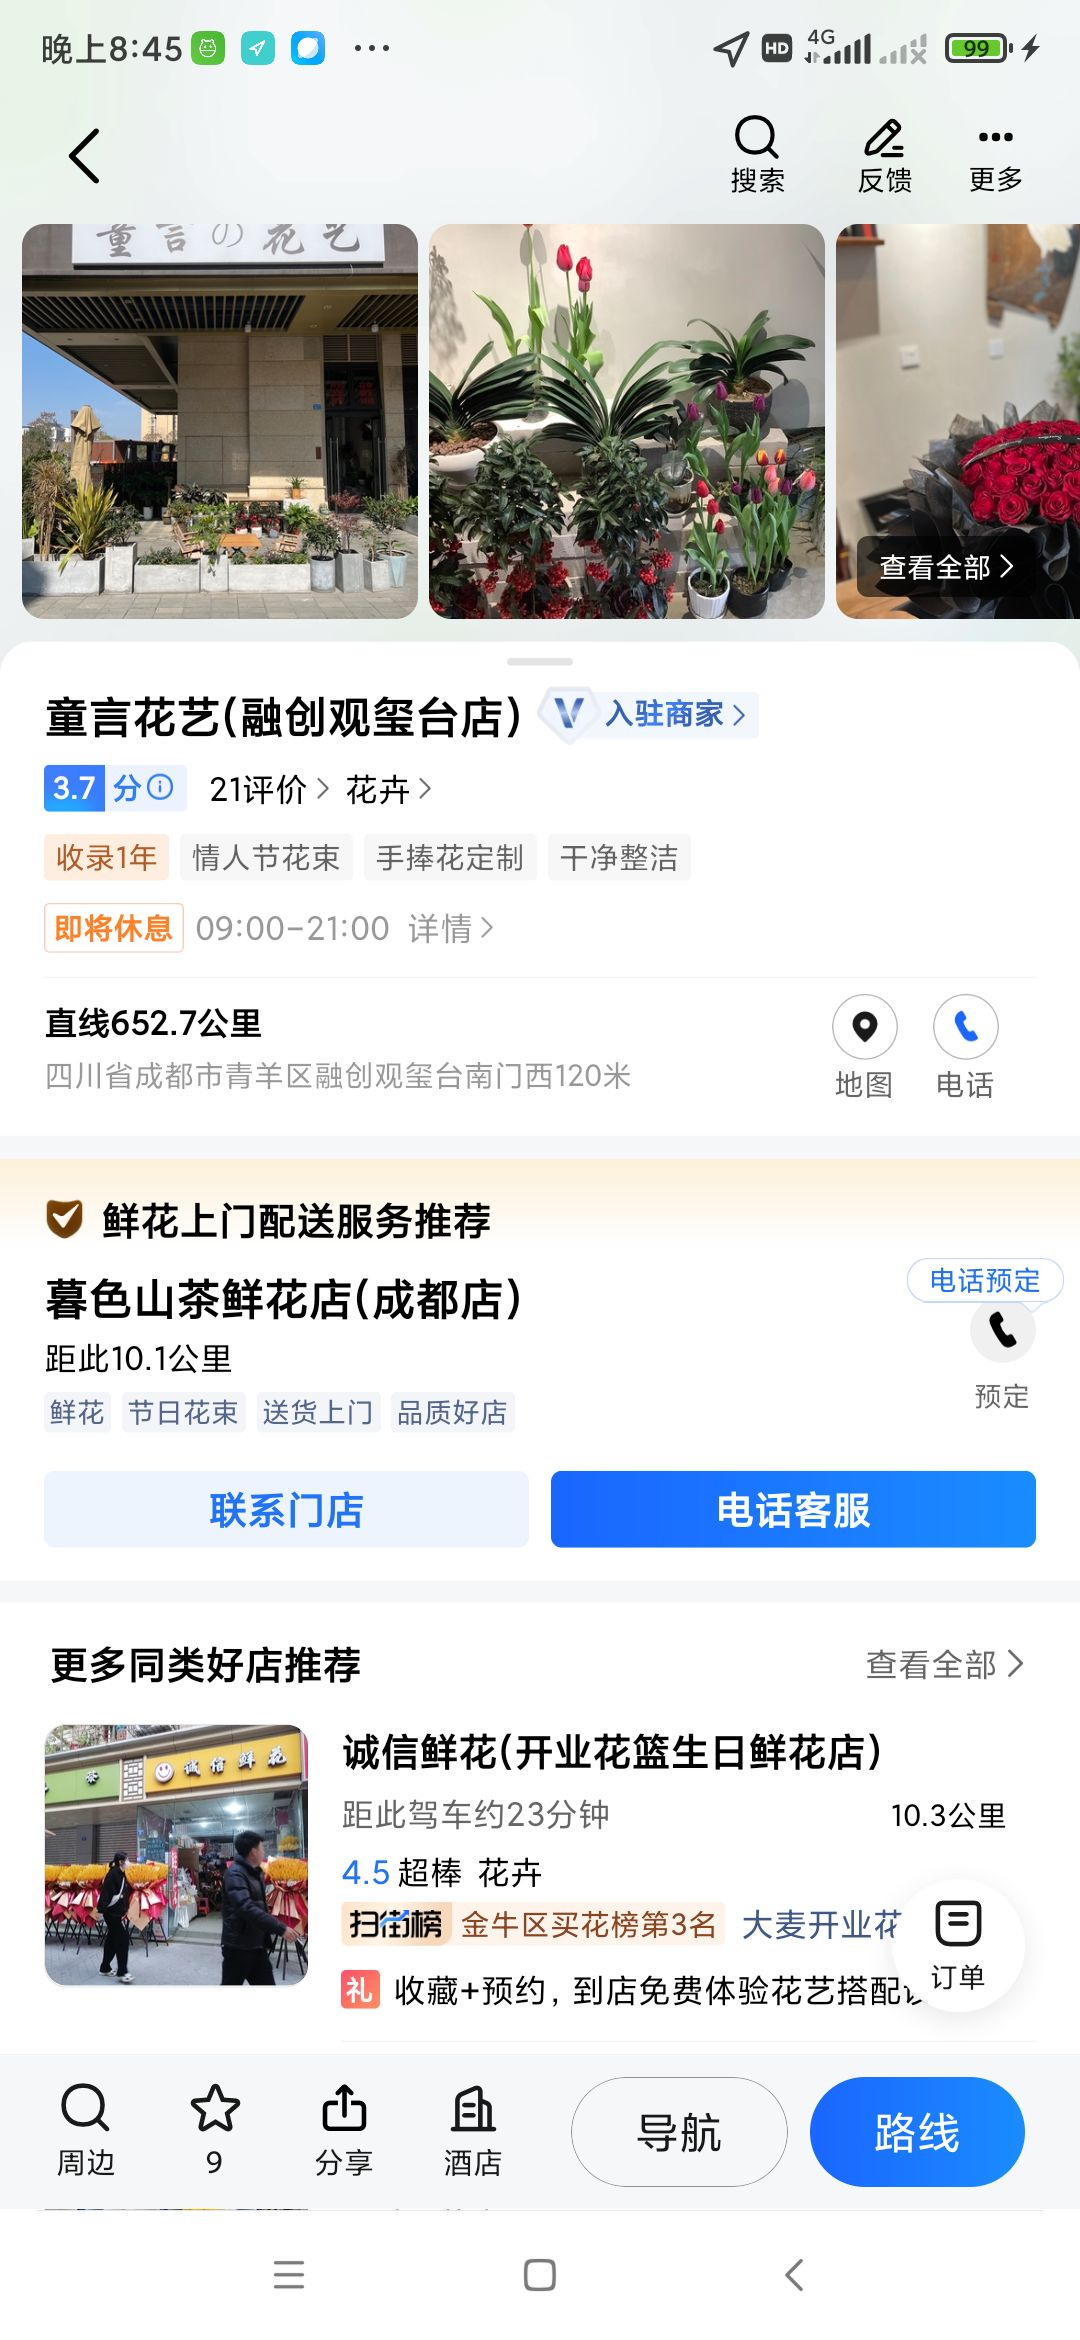 晚上8:45
HD
4G
99
搜索
反馈
更多
童言の花艺
查看全部
童言花艺(融创观玺台店)
V 入驻商家
3.7 分
21评价
花卉
收录1年
情人节花束
手捧花定制
干净整洁
即将休息 09:00-21:00 详情
直线652.7公里
四川省成都市青羊区融创观玺台南门西120米
地图
电话
鲜花上门配送服务推荐
暮色山茶鲜花店(成都店)
电话预定
距此10.1公里
预定
鲜花
节日花束
送货上门
品质好店
联系门店
电话客服
更多同类好店推荐
查看全部
茶
诚信鲜花
诚信鲜花(开业花篮生日鲜花店)
距此驾车约23分钟
10.3公里
4.5 超棒 花卉
扫街榜 金牛区买花榜第3名 大麦开业花
礼 收藏+预约,到店免费体验花艺搭配
订单
周边
9
分享
酒店
导航
路线